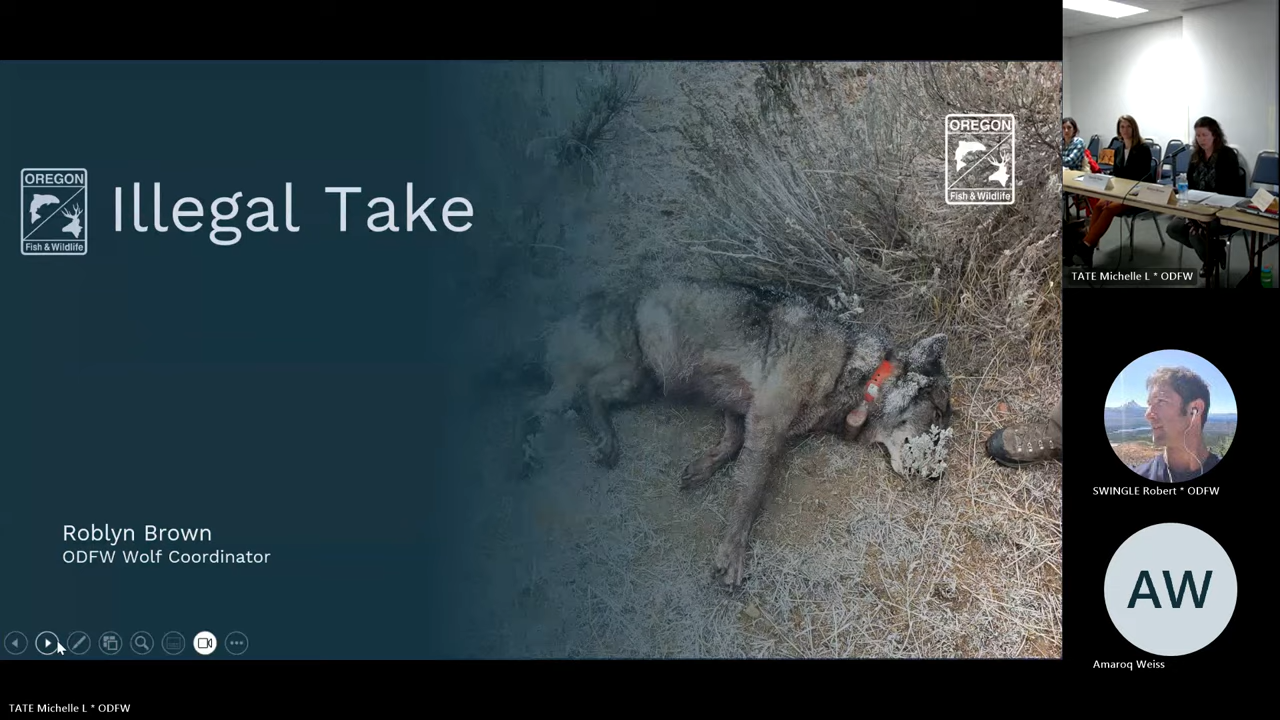 OREGON
Fish & Wildlife
Illegal Take
OREGON
Fish & Wildlife
Roblyn Brown
ODFW Wolf Coordinator
TATE Michelle L * ODFW
SWINGLE Robert * ODFW
AW
Amaroq Weiss
TATE Michelle L * ODFW